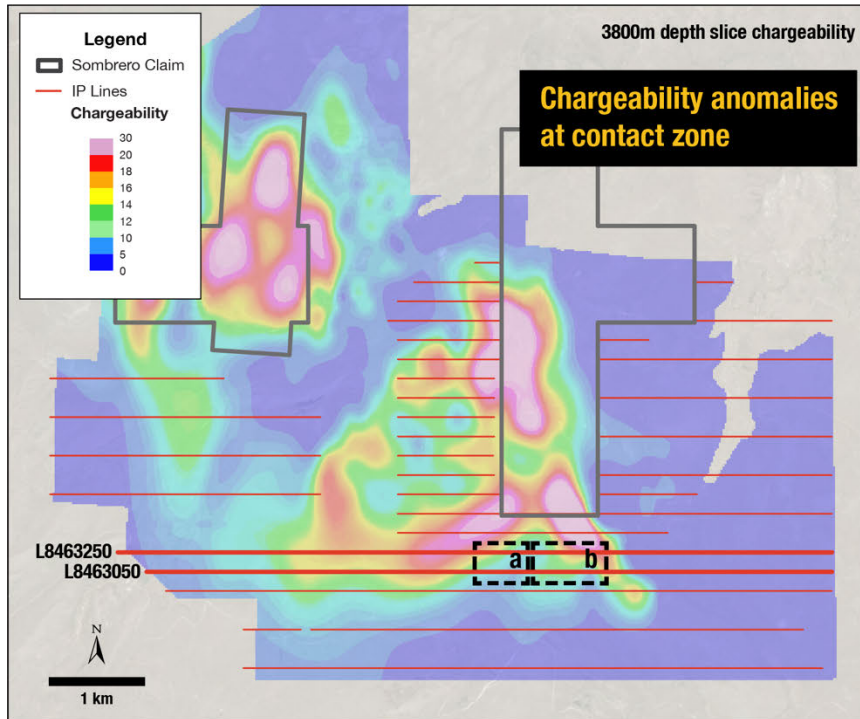 3800m depth slice chargeability
Legend
Sombrero Claim
IP Lines
Chargeability
30
20
18
16
14
12
10
5
0
Chargeability anomalies
at contact zone
L8463250
L8463050
a
b
N
1 km